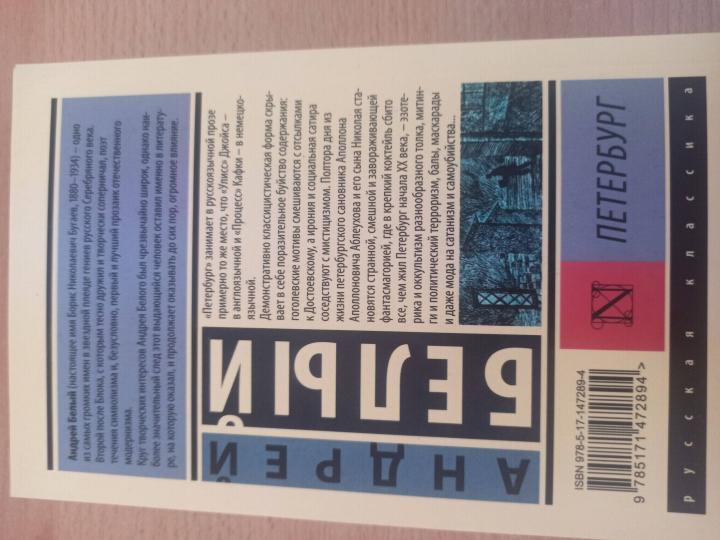 Андрей Белый (настоящее имя Борис Николаевич Бугаев, 1880–1934) – одно
из самых громких имен в звездной плеяде гениев русского Серебряного века.
Второй после Блока, с которым тесно дружил и творчески соперничал, поэт
течения символизма и, безусловно, первый и лучший прозаик отечественного
модернизма.
Круг творческих интересов Андрея Белого был чрезвычайно широк, однако наи-
более значительный след этот выдающийся человек оставил именно в литерату-
ре, на которую оказал, и продолжает оказывать до сих пор, огромное влияние.
«Петербург» занимает в русскоязычной прозе
примерно то же место, что «Улисс» Джойса –
в англоязычной и «Процесс» Кафки – в немецко-
язычной.
Демонстративно классицистическая форма скры-
вает в себе поразительное буйство содержания:
гоголевские мотивы смешиваются с отсылками
к Достоевскому, а ирония и социальная сатира
соседствуют с мистицизмом. Полтора дня из
жизни петербургского сановника Аполлона
Аполлоновича Аблеухова и его сына Николая ста-
новятся странной, смешной и завораживающей
фантасмагорией, где в крепкий коктейль сбито
все, чем жил Петербург начала XX века, – эзоте-
рика и оккультизм разнообразного толка, митин-
ги и политический терроризм, балы, маскарады
и даже мода на сатанизм и самоубийства...
АНДРЕЙ
БЕЛЫЙ
ПЕТЕРБУРГ
ISBN 978-5-17-147289-4
9 785171 472894 >
русская классика